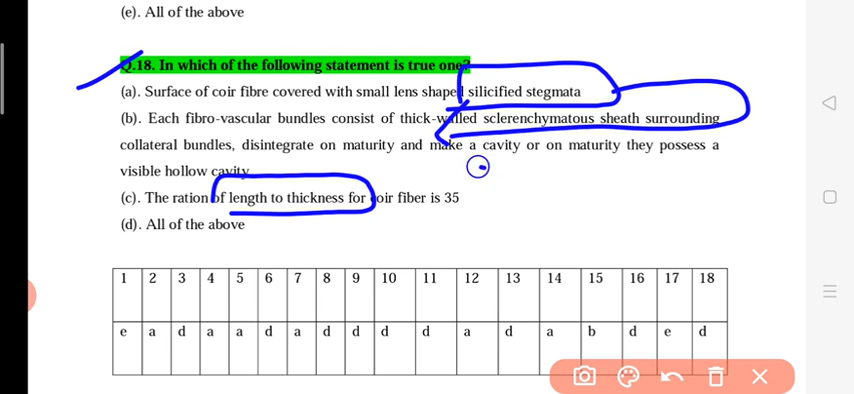 (e). All of the above
Q.18. In which of the following statement is true one?
(a). Surface of coir fibre covered with small lens shaped silicified stegmata
(b). Each fibro-vascular bundles consist of thick-walled sclerenchymatous sheath surrounding
collateral bundles, disintegrate on maturity and make a cavity or on maturity they possess a
visible hollow cavity
(c). The ration of length to thickness for coir fiber is 35
(d). All of the above
1 2 3 4 5 6 7 8 9 10 11 12 13 14 15 16 17 18
e a d a a d a d d d d a d a b d e d